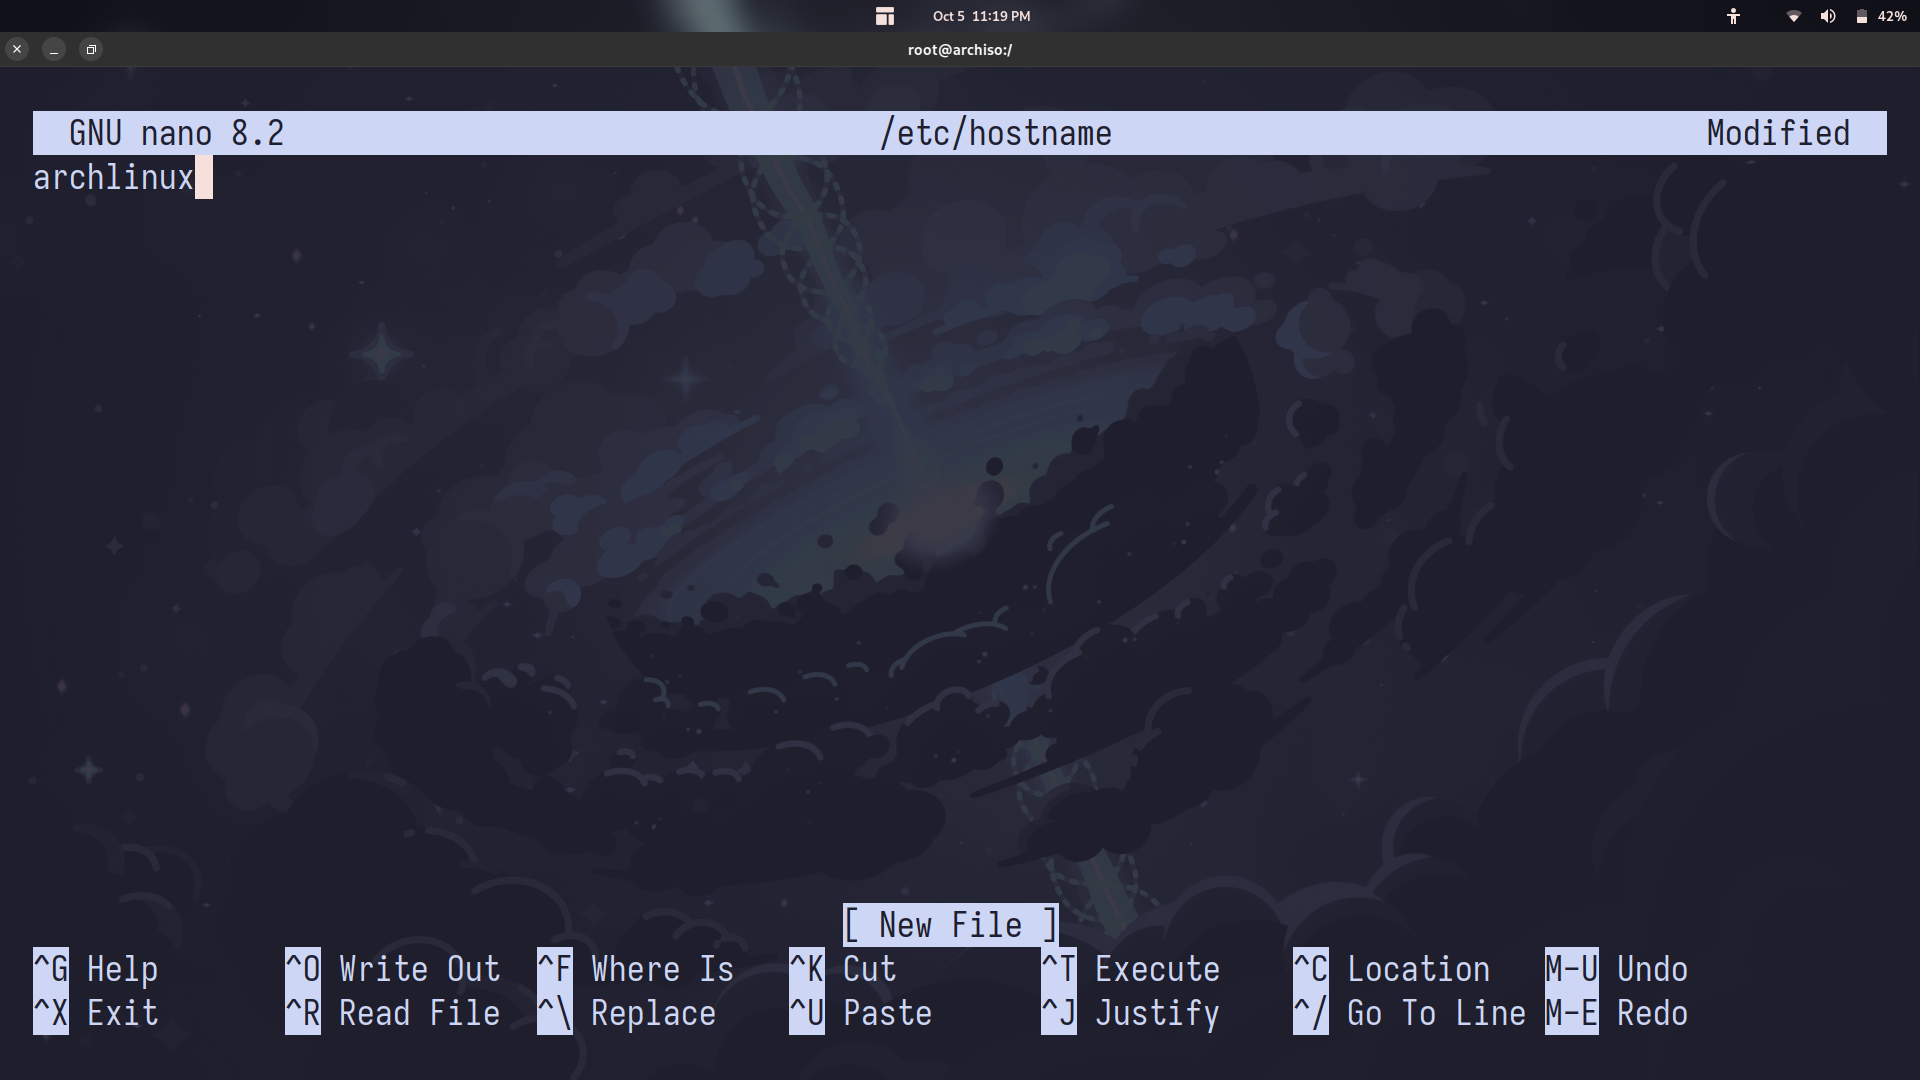 Oct 5 11:19 PM
42%
root@archiso:/
GNU nano 8.2 /etc/hostname Modified
archlinux
[ New File ]
^G Help ^O Write Out ^F Where Is ^K Cut ^T Execute ^C Location M-U Undo
^X Exit ^R Read File ^\ Replace ^U Paste ^J Justify ^/ Go To Line M-E Redo